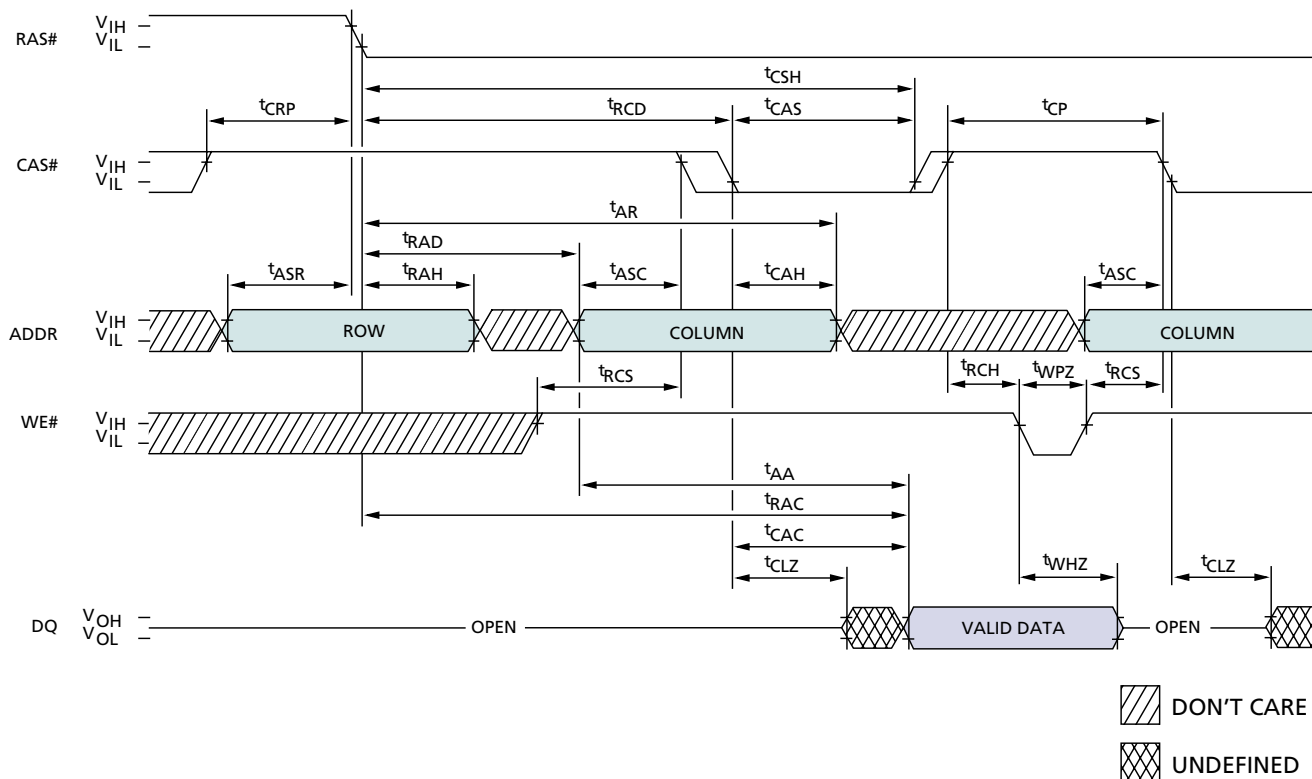 RAS# VIH
VIL
tCSH
tCRP tRCD tCAS tCP
CAS# VIH
VIL
tAR
tRAD
tASR tRAH tASC tCAH tASC
ADDR VIH
VIL
ROW COLUMN COLUMN
tRCS tRCH tWPZ tRCS
WE# VIH
VIL
tAA
tRAC
tCAC
tCLZ tWHZ tCLZ
DQ VOH
VOL
OPEN VALID DATA OPEN
DON'T CARE
UNDEFINED